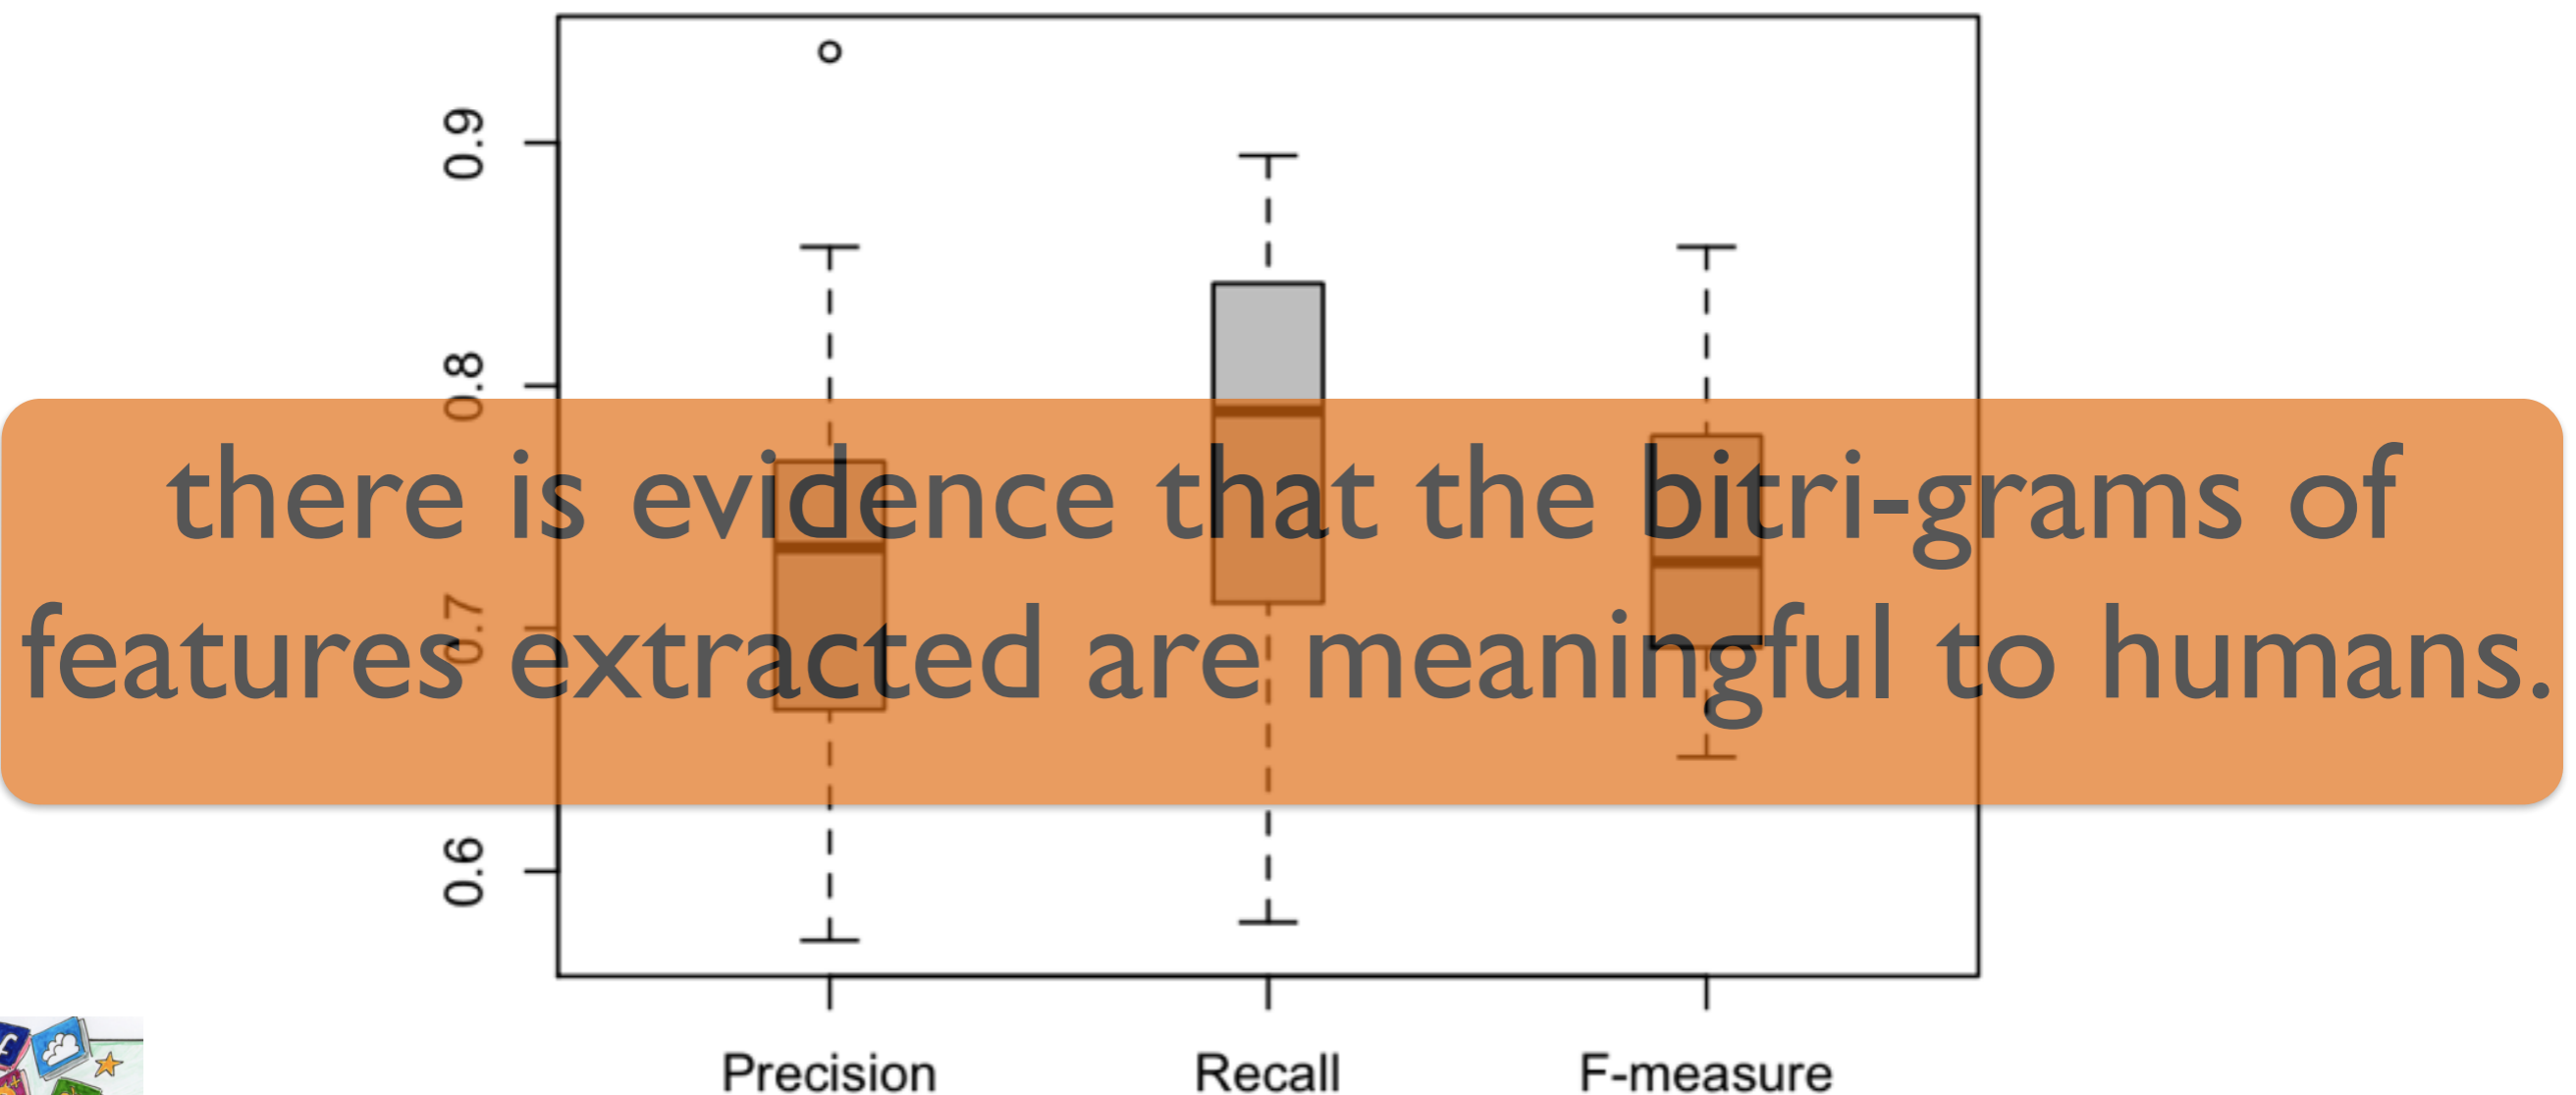 0.9
0.8
there is evidence that the bitri-grams of
0.7
features extracted are meaningful to humans.
0.6
Precision Recall F-measure